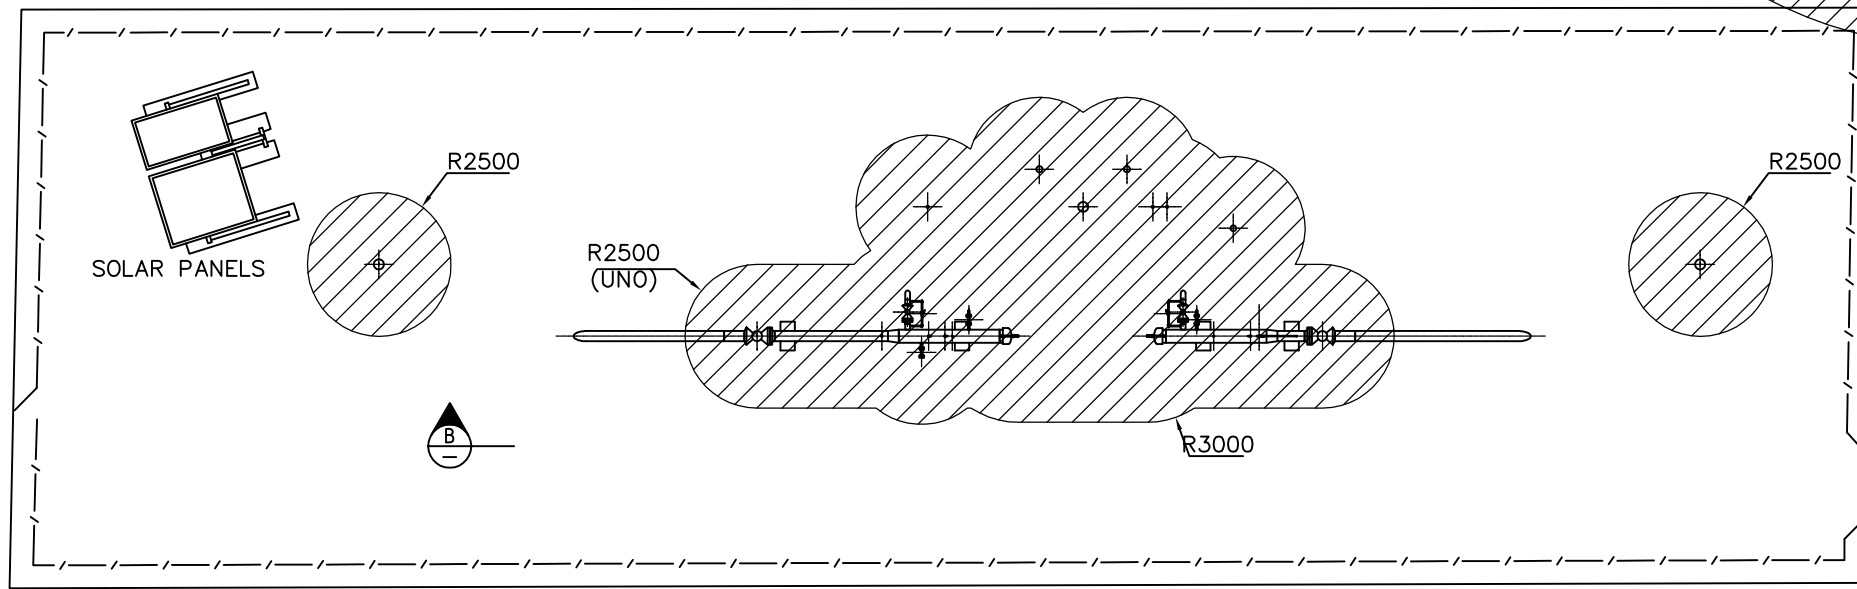 R2500
R2500
R2500
(UNO)
SOLAR PANELS
B
—
R3000